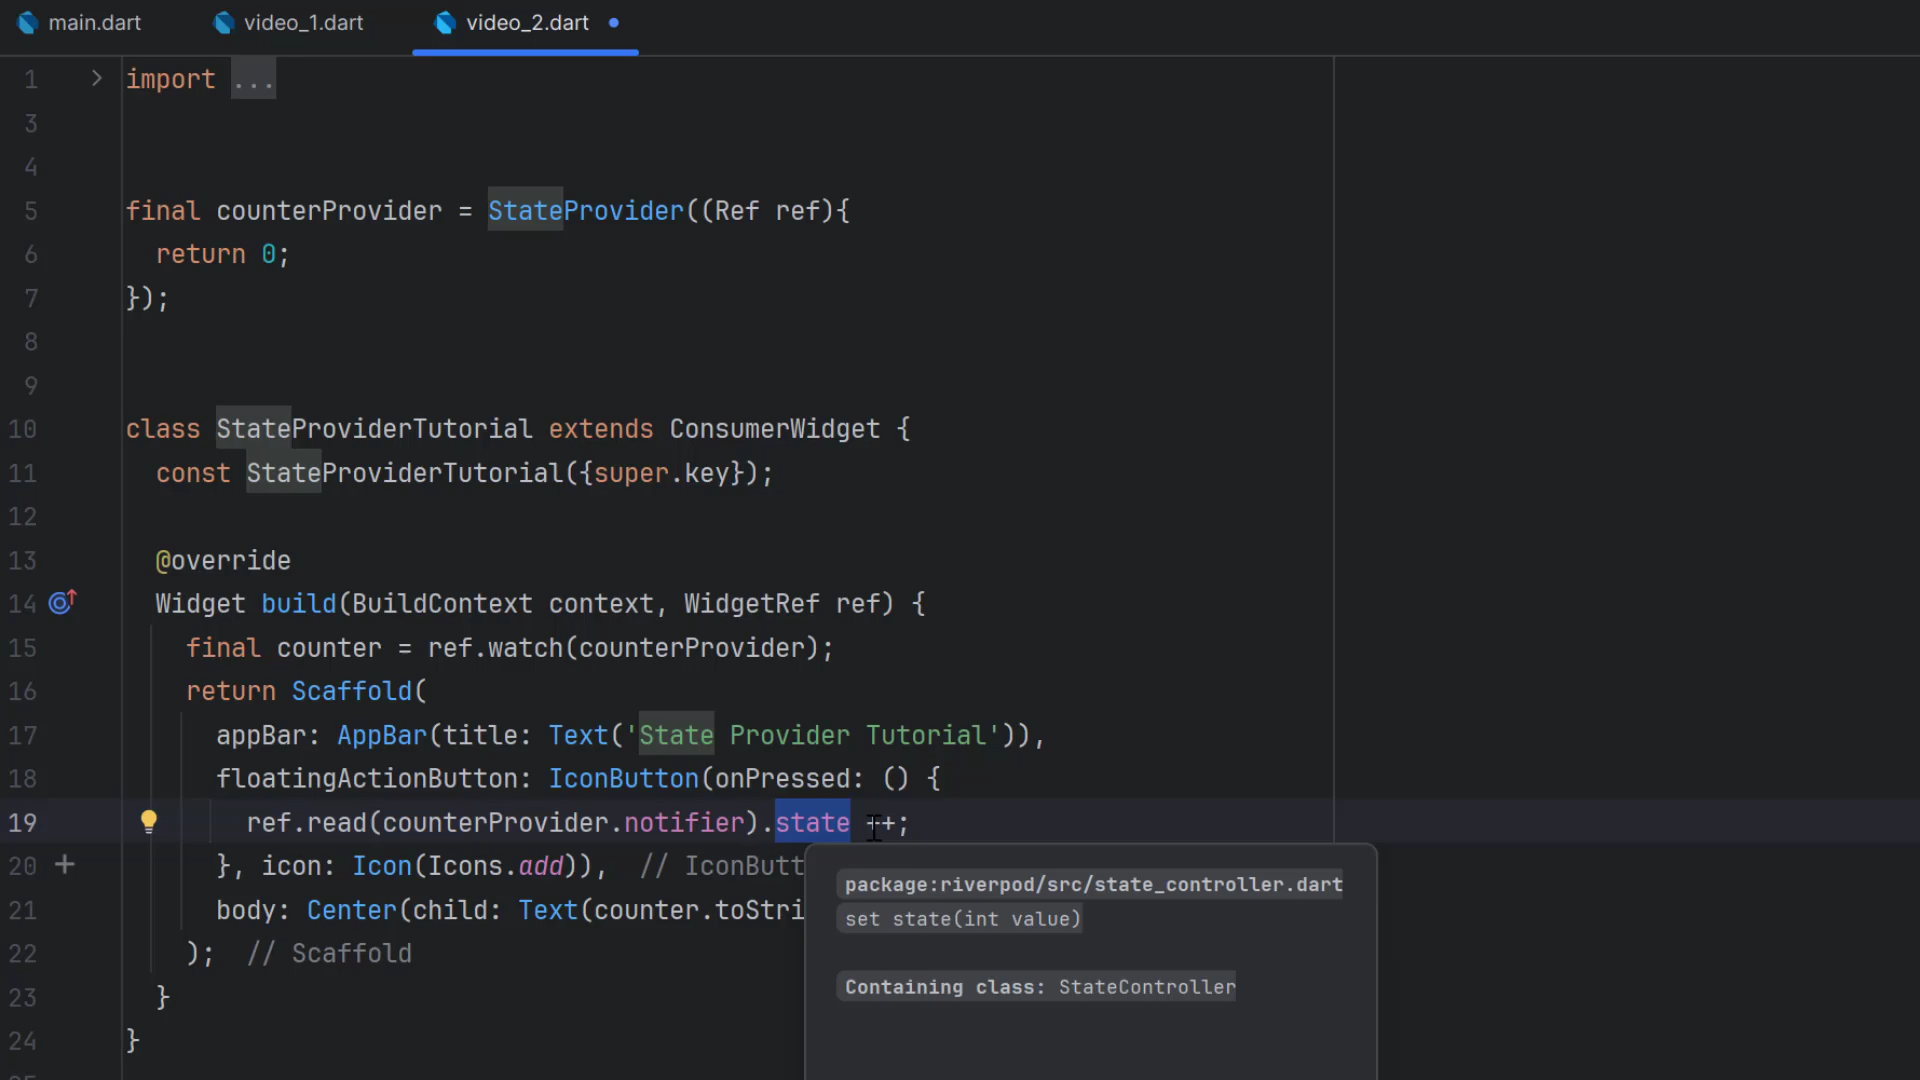 main.dart video_1.dart video_2.dart
1 import ...
3
4
5 final counterProvider = StateProvider((Ref ref){
6 return 0;
7 });
8
9
10 class StateProviderTutorial extends ConsumerWidget {
11 const StateProviderTutorial({super.key});
12
13 @override
14 Widget build(BuildContext context, WidgetRef ref) {
15 final counter = ref.watch(counterProvider);
16 return Scaffold(
17 appBar: AppBar(title: Text('State Provider Tutorial')),
18 floatingActionButton: IconButton(onPressed: () {
19 ref.read(counterProvider.notifier).state ++;
20 }, icon: Icon(Icons.add)), // IconButt
21 body: Center(child: Text(counter.toStri
22 ); // Scaffold
23 }
24 }
package:riverpod/src/state_controller.dart
set state(int value)
Containing class: StateController